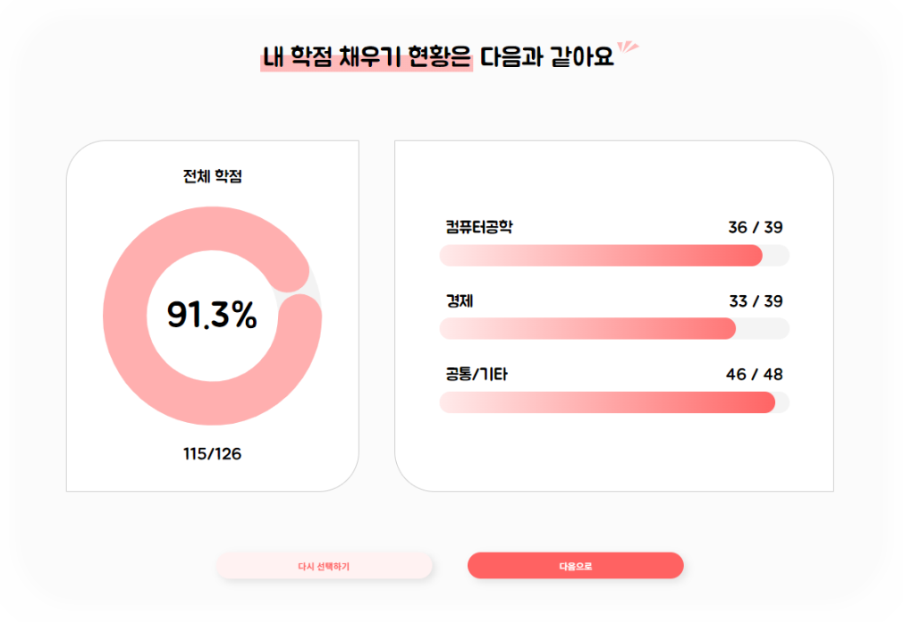 내 학점 채우기 현황은 다음과 같아요
전체 학점
91.3%
115/126
컴퓨터공학 36 / 39
경제 33 / 39
공통/기타 46 / 48
다시 선택하기
다음으로